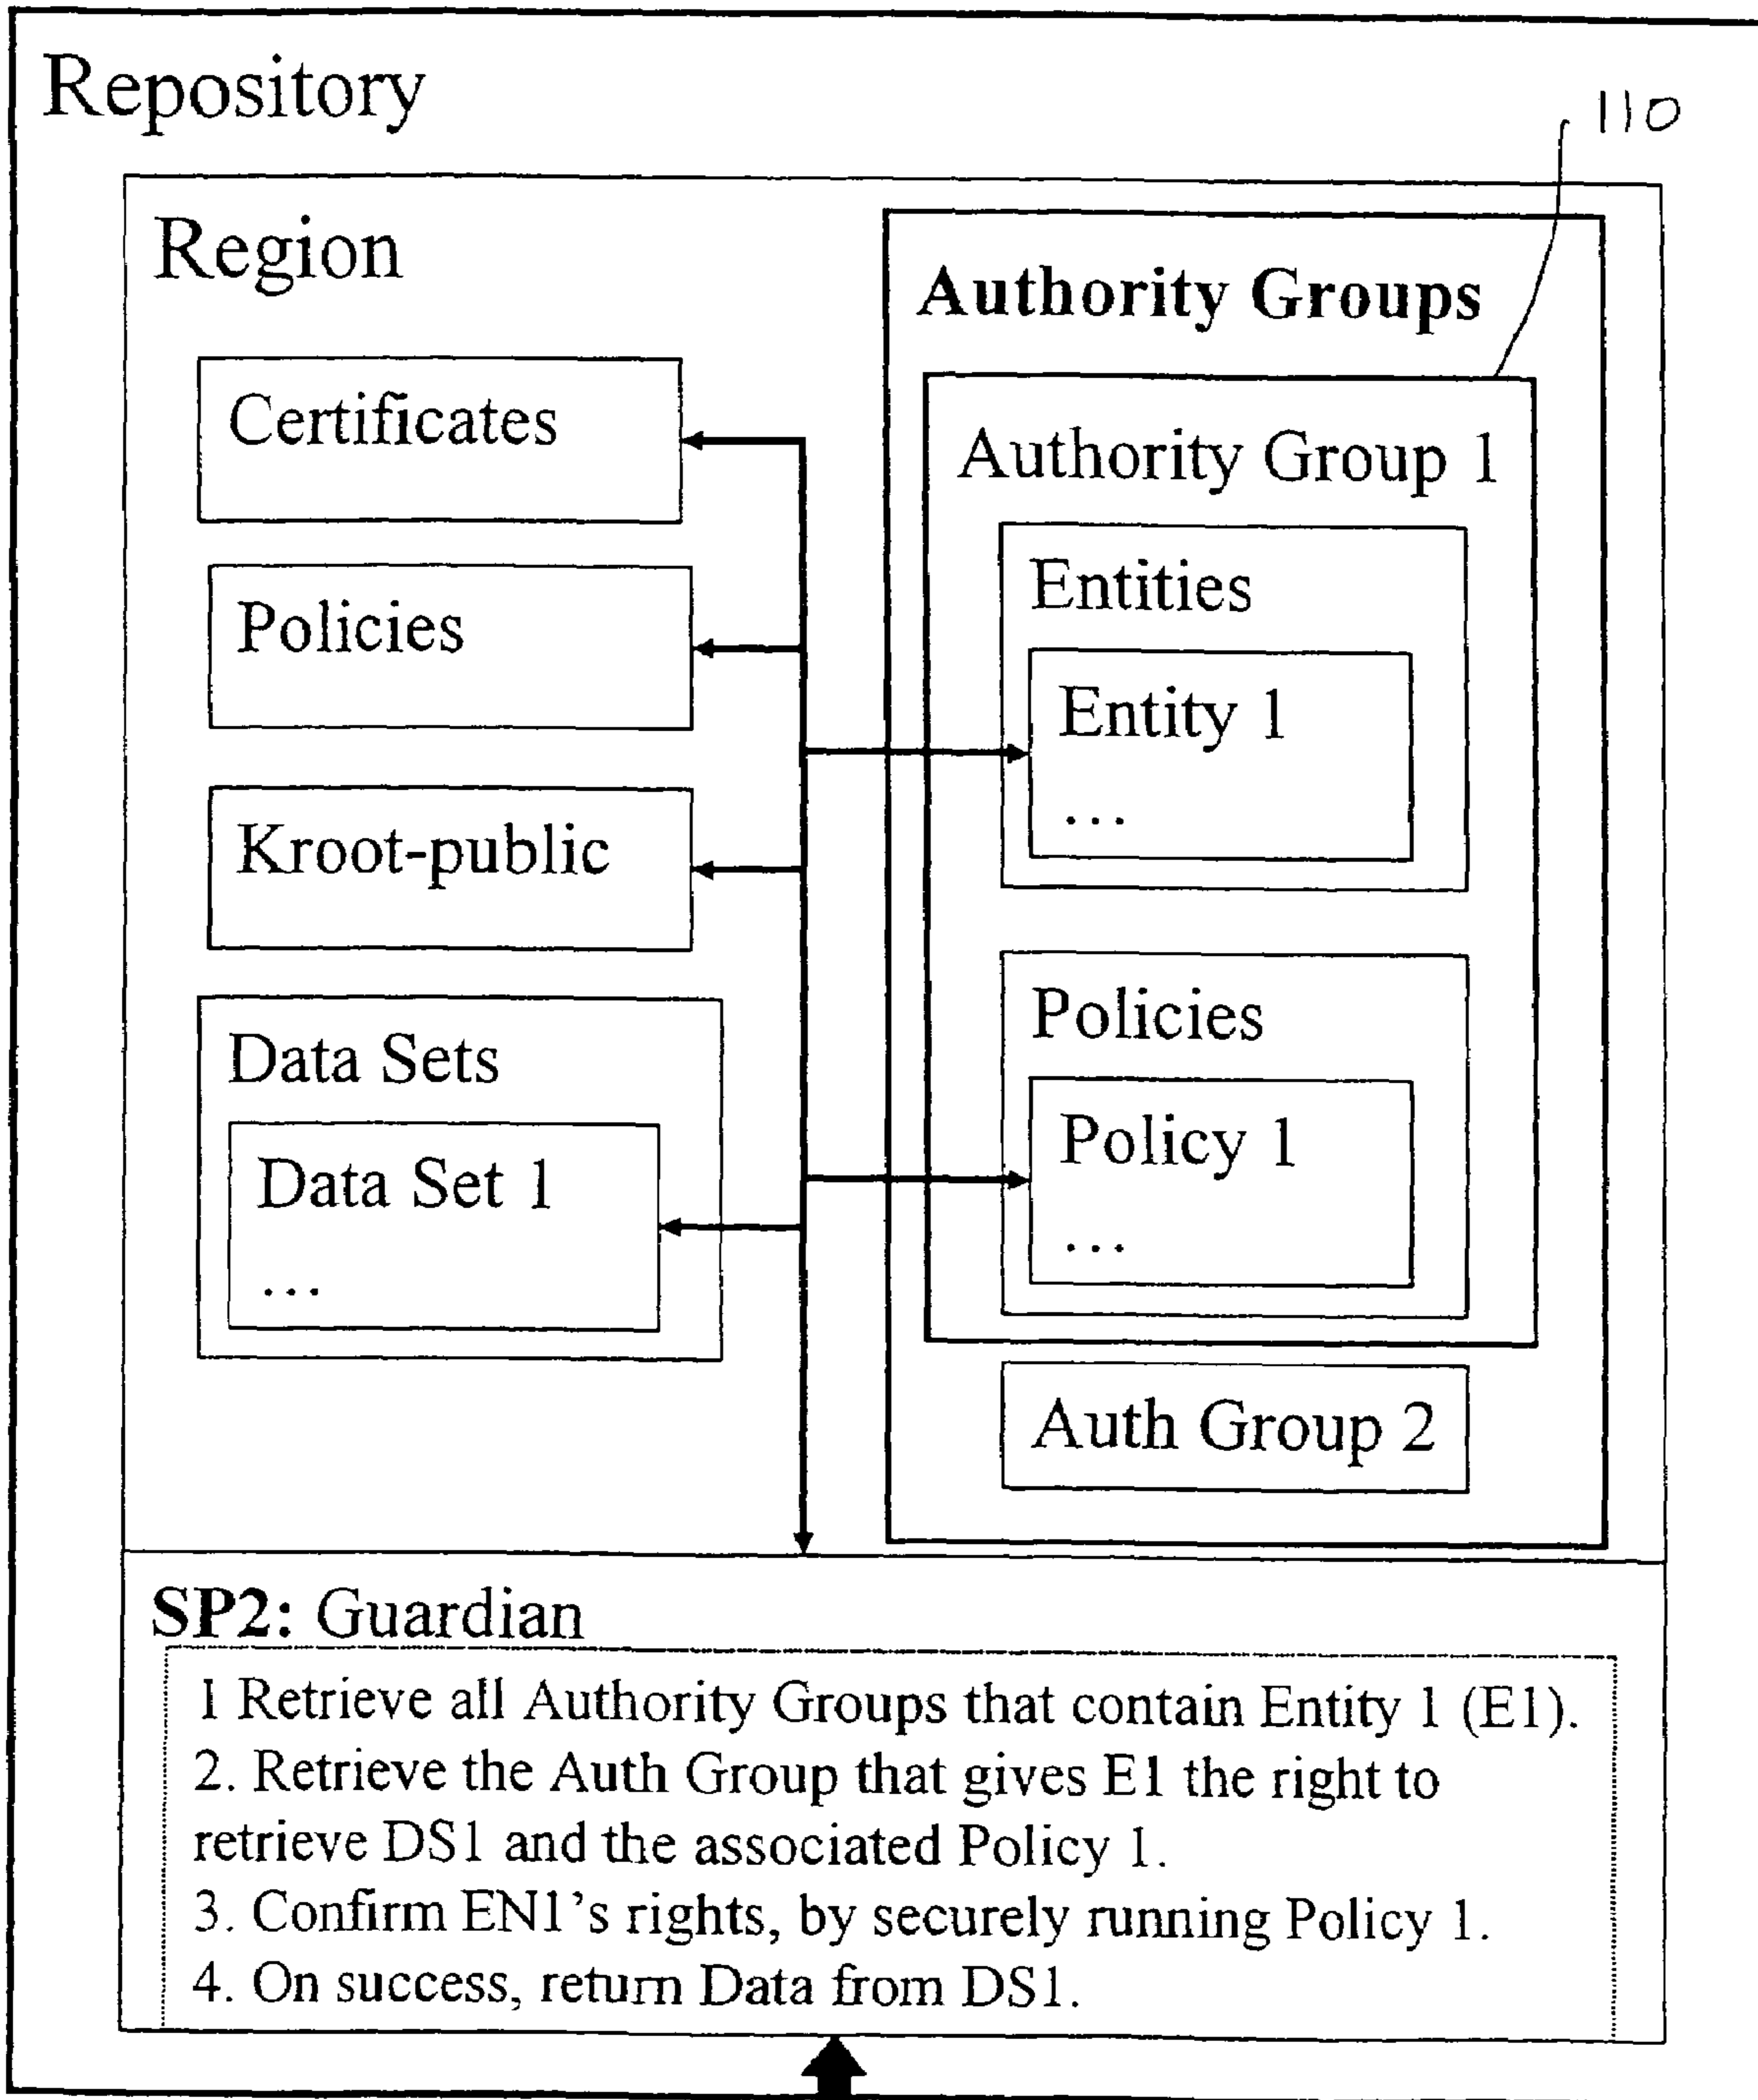 Repository
110
Region
Authority Groups
Certificates
Authority Group 1
Policies
Entities
Entity 1
...
Kroot-public
Data Sets
Data Set 1
...
Policies
Policy 1
...
Auth Group 2
SP2: Guardian
1 Retrieve all Authority Groups that contain Entity 1 (E1).
2. Retrieve the Auth Group that gives E1 the right to
retrieve DS1 and the associated Policy 1.
3. Confirm EN1's rights, by securely running Policy 1.
4. On success, return Data from DS1.